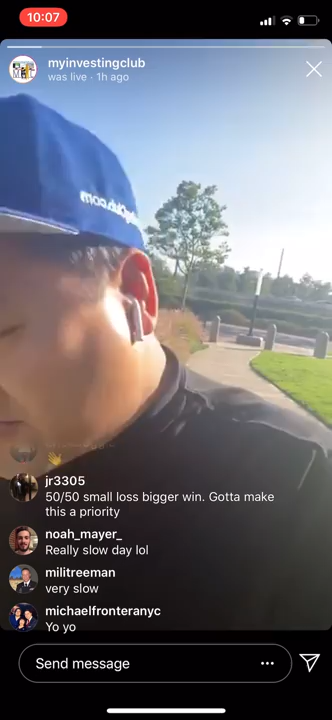 10:07
myinvestingclub
was live · 1h ago
jr3305
50/50 small loss bigger win. Gotta make
this a priority
noah_mayer_
Really slow day lol
militreeman
very slow
michaelfronteranyc
Yo yo
Send message